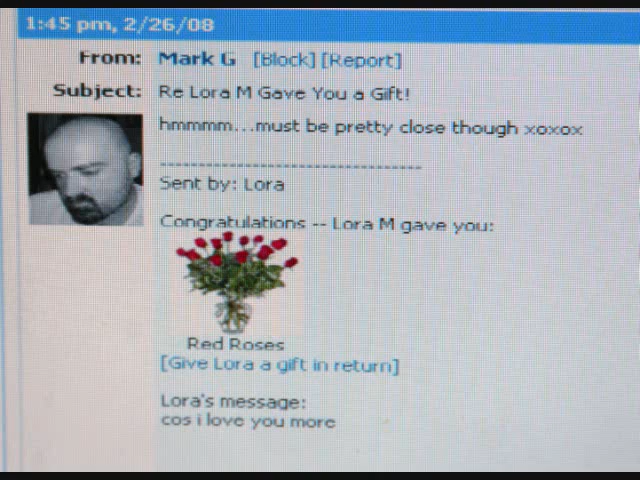 1:45 pm, 2/26/08
From: Mark G [Block] [Report]
Subject: Re Lora M Gave You a Gift!
hmmmm...must be pretty close though xoxox
--------------------------------
Sent by: Lora
Congratulations -- Lora M gave you:
Red Roses
[Give Lora a gift in return]
Lora's message:
cos i love you more